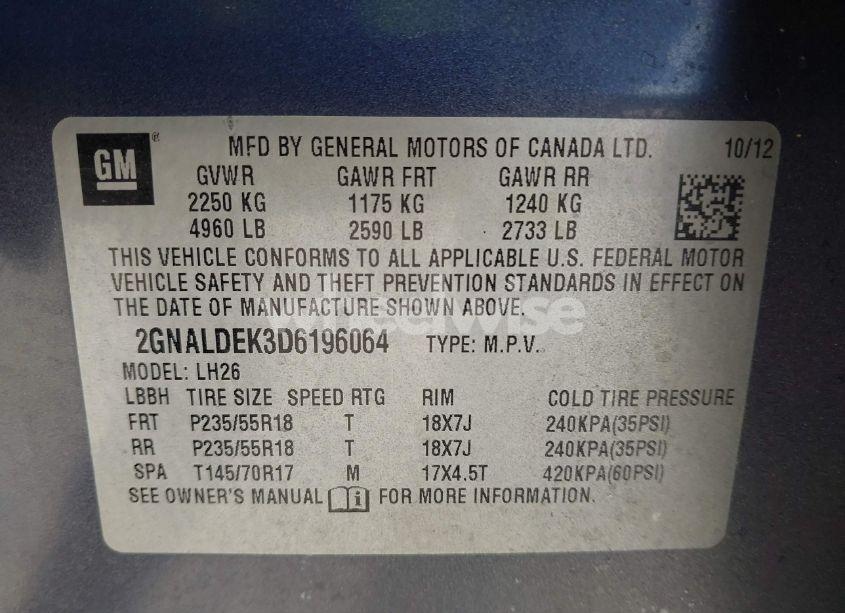 GM ®
MFD BY GENERAL MOTORS OF CANADA LTD. 10/12
GVWR GAWR FRT GAWR RR
2250 KG 1175 KG 1240 KG
4960 LB 2590 LB 2733 LB
THIS VEHICLE CONFORMS TO ALL APPLICABLE U.S. FEDERAL MOTOR
VEHICLE SAFETY AND THEFT PREVENTION STANDARDS IN EFFECT ON
THE DATE OF MANUFACTURE SHOWN ABOVE.
2GNALDEK3D6196064 TYPE: M.P.V.
MODEL: LH26
LBBH TIRE SIZE SPEED RTG RIM COLD TIRE PRESSURE
FRT P235/55R18 T 18X7J 240KPA(35PSI)
RR P235/55R18 T 18X7J 240KPA(35PSI)
SPA T145/70R17 M 17X4.5T 420KPA(60PSI)
SEE OWNER'S MANUAL i FOR MORE INFORMATION.